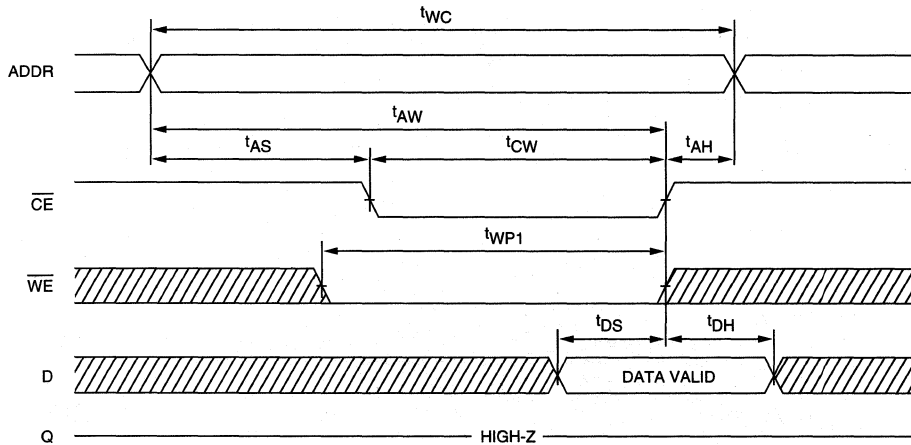 tWC
ADDR
tAW
tAS tCW tAH
CE
tWP1
WE
tDS tDH
D DATA VALID
Q HIGH-Z